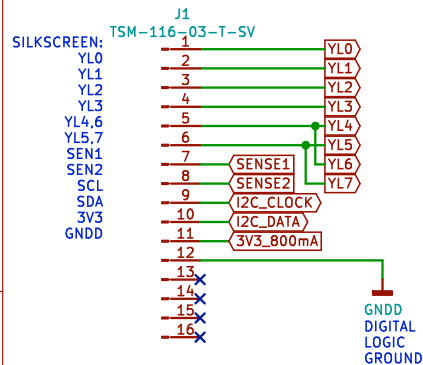 J1
TSM-116-03-T-SV
SILKSCREEN:
YL0
YL1
YL2
YL3
YL4,6
YL5,7
SEN1
SEN2
SCL
SDA
3V3
GNDD
1 YL0
2 YL1
3 YL2
4 YL3
5 YL4
6 YL5
7 SENSE1 YL6
8 SENSE2 YL7
9 I2C_CLOCK
10 I2C_DATA
11 3V3_800mA
12
13
14
15
16
GNDD
DIGITAL
LOGIC
GROUND